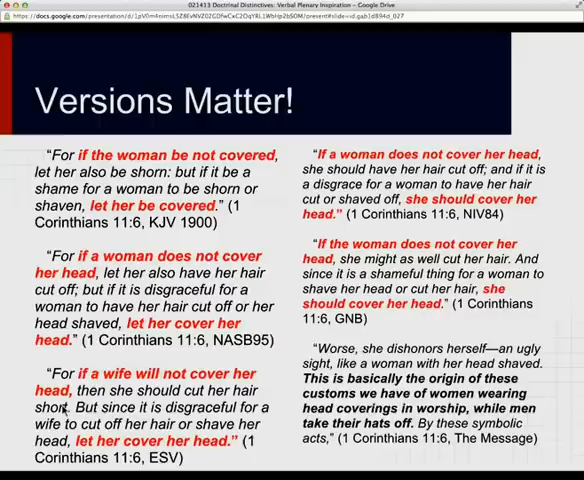 021413 Doctrinal Distinctives: Verbal Plenary Inspiration – Google Drive
Versions Matter!
“For if the woman be not covered,
let her also be shorn: but if it be a
shame for a woman to be shorn or
shaven, let her be covered.” (1
Corinthians 11:6, KJV 1900)
“For if a woman does not cover
her head, let her also have her hair
cut off; but if it is disgraceful for a
woman to have her hair cut off or her
head shaved, let her cover her
head.” (1 Corinthians 11:6, NASB95)
“For if a wife will not cover her
head, then she should cut her hair
short. But since it is disgraceful for a
wife to cut off her hair or shave her
head, let her cover her head.” (1
Corinthians 11:6, ESV)
“If a woman does not cover her head,
she should have her hair cut off; and if it is
a disgrace for a woman to have her hair
cut or shaved off, she should cover her
head.” (1 Corinthians 11:6, NIV84)
“If the woman does not cover her
head, she might as well cut her hair. And
since it is a shameful thing for a woman to
shave her head or cut her hair, she
should cover her head.” (1 Corinthians
11:6, GNB)
“Worse, she dishonors herself—an ugly
sight, like a woman with her head shaved.
This is basically the origin of these
customs we have of women wearing
head coverings in worship, while men
take their hats off. By these symbolic
acts,” (1 Corinthians 11:6, The Message)